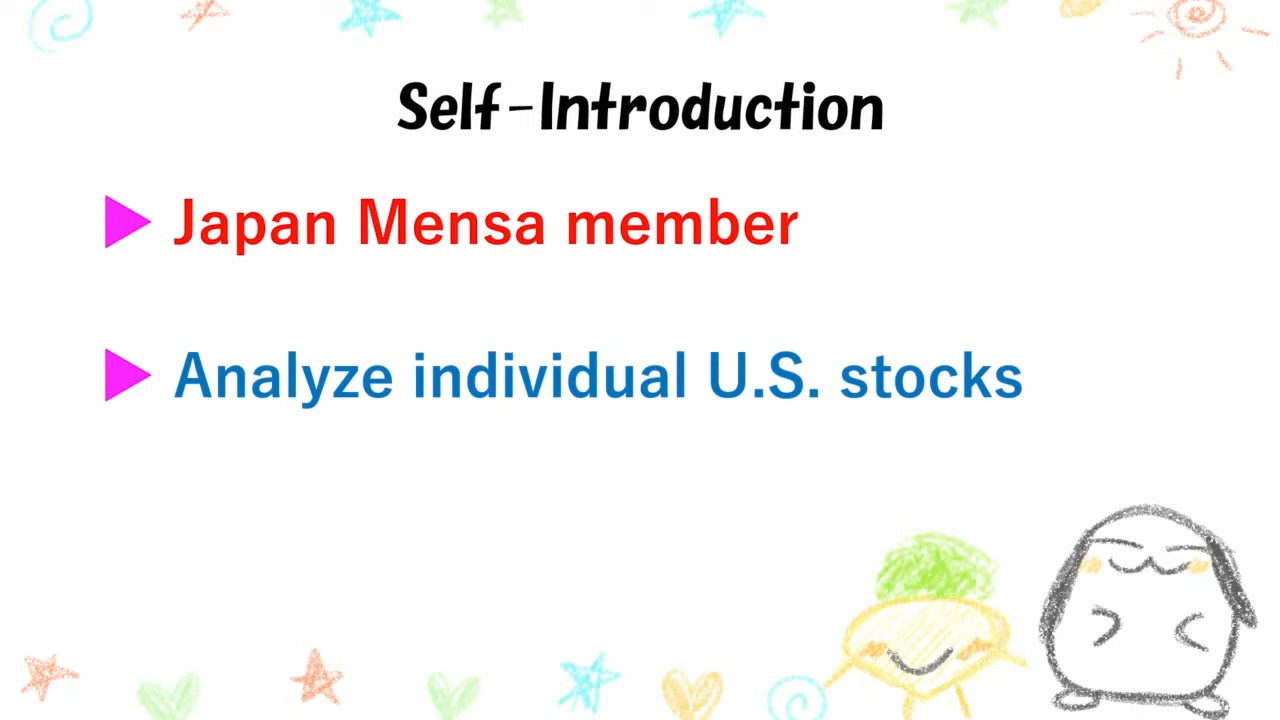 Self-Introduction
Japan Mensa member
Analyze individual U.S. stocks